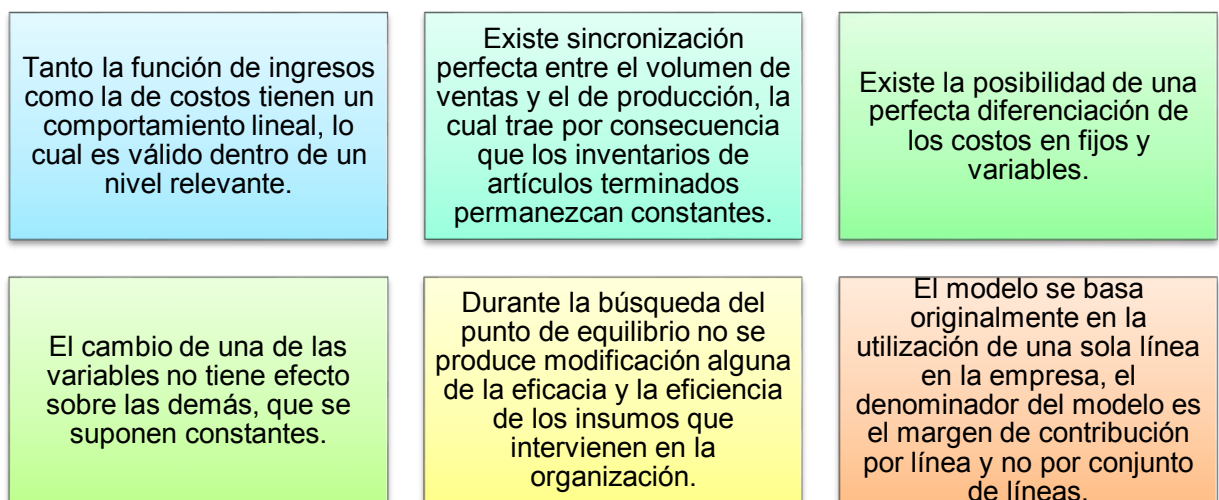 Tanto la función de ingresos
como la de costos tienen un
comportamiento lineal, lo
cual es válido dentro de un
nivel relevante.
Existe sincronización
perfecta entre el volumen de
ventas y el de producción, la
cual trae por consecuencia
que los inventarios de
artículos terminados
permanezcan constantes.
Existe la posibilidad de una
perfecta diferenciación de
los costos en fijos y
variables.
El cambio de una de las
variables no tiene efecto
sobre las demás, que se
suponen constantes.
Durante la búsqueda del
punto de equilibrio no se
produce modificación alguna
de la eficacia y la eficiencia
de los insumos que
intervienen en la
organización.
El modelo se basa
originalmente en la
utilización de una sola línea
en la empresa, el
denominador del modelo es
el margen de contribución
por línea y no por conjunto
de líneas.